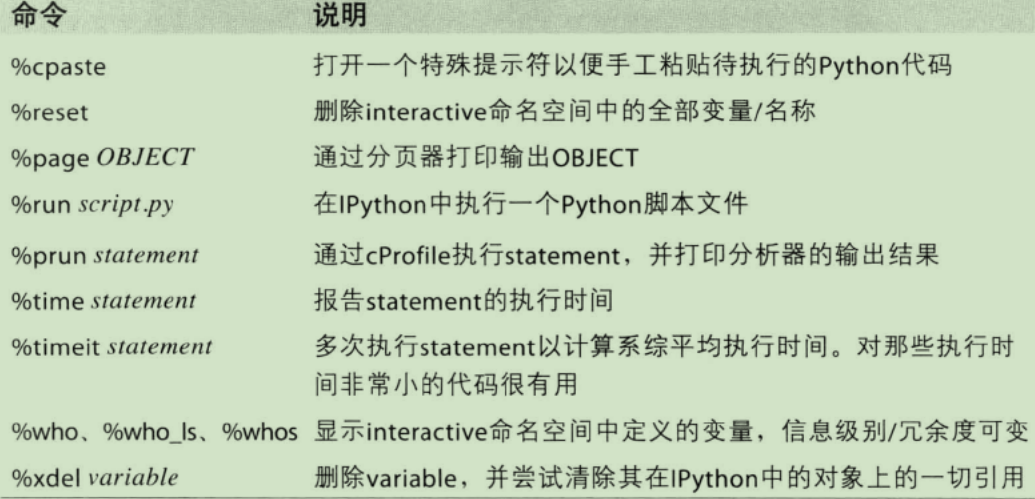 命令 说明
%cpaste 打开一个特殊提示符以便手工粘贴待执行的Python代码
%reset 删除interactive命名空间中的全部变量/名称
%page OBJECT 通过分页器打印输出OBJECT
%run script.py 在IPython中执行一个Python脚本文件
%prun statement 通过cProfile执行statement，并打印分析器的输出结果
%time statement 报告statement的执行时间
%timeit statement 多次执行statement以计算系综平均执行时间。对那些执行时
间非常小的代码很有用
%who、%who_ls、%whos 显示interactive命名空间中定义的变量，信息级别/冗余度可变
%xdel variable 删除variable，并尝试清除其在IPython中的对象上的一切引用